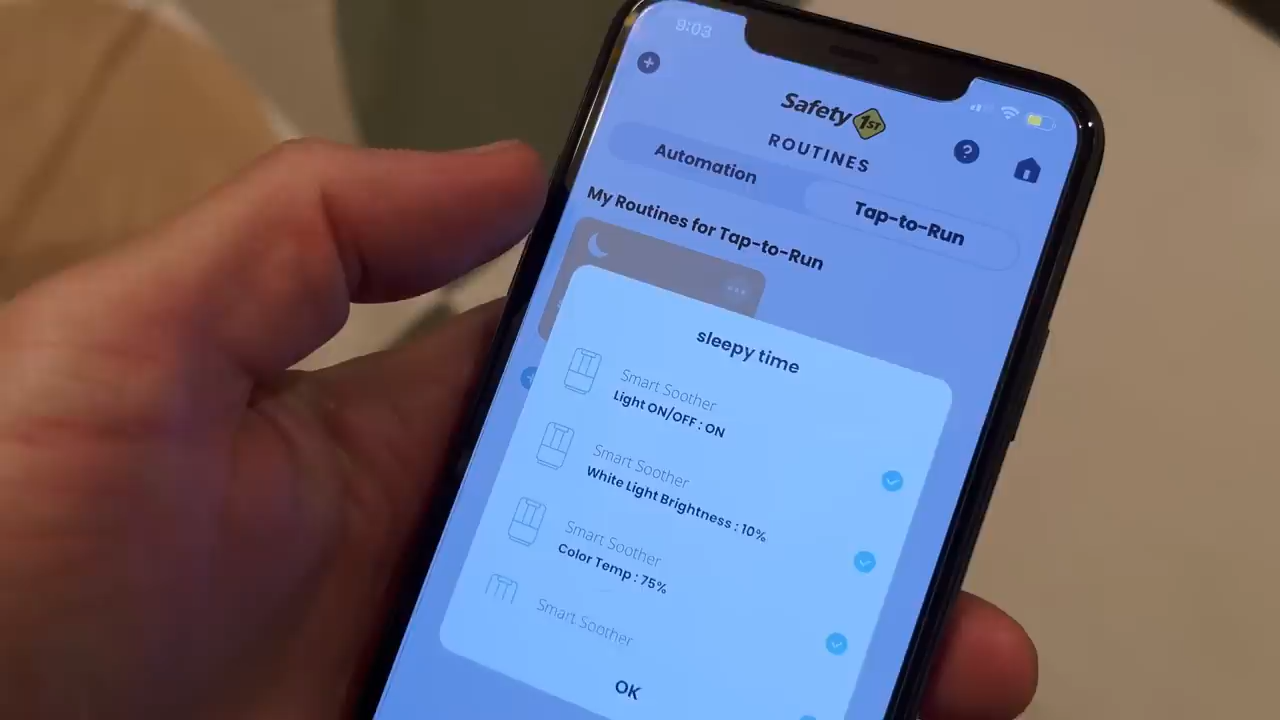 9:03
Safety 1ST
ROUTINES
Automation
Tap-to-Run
My Routines for Tap-to-Run
sleepy time
Smart Soother
Light ON/OFF : ON
Smart Soother
White Light Brightness : 10%
Smart Soother
Color Temp : 75%
Smart Soother
OK